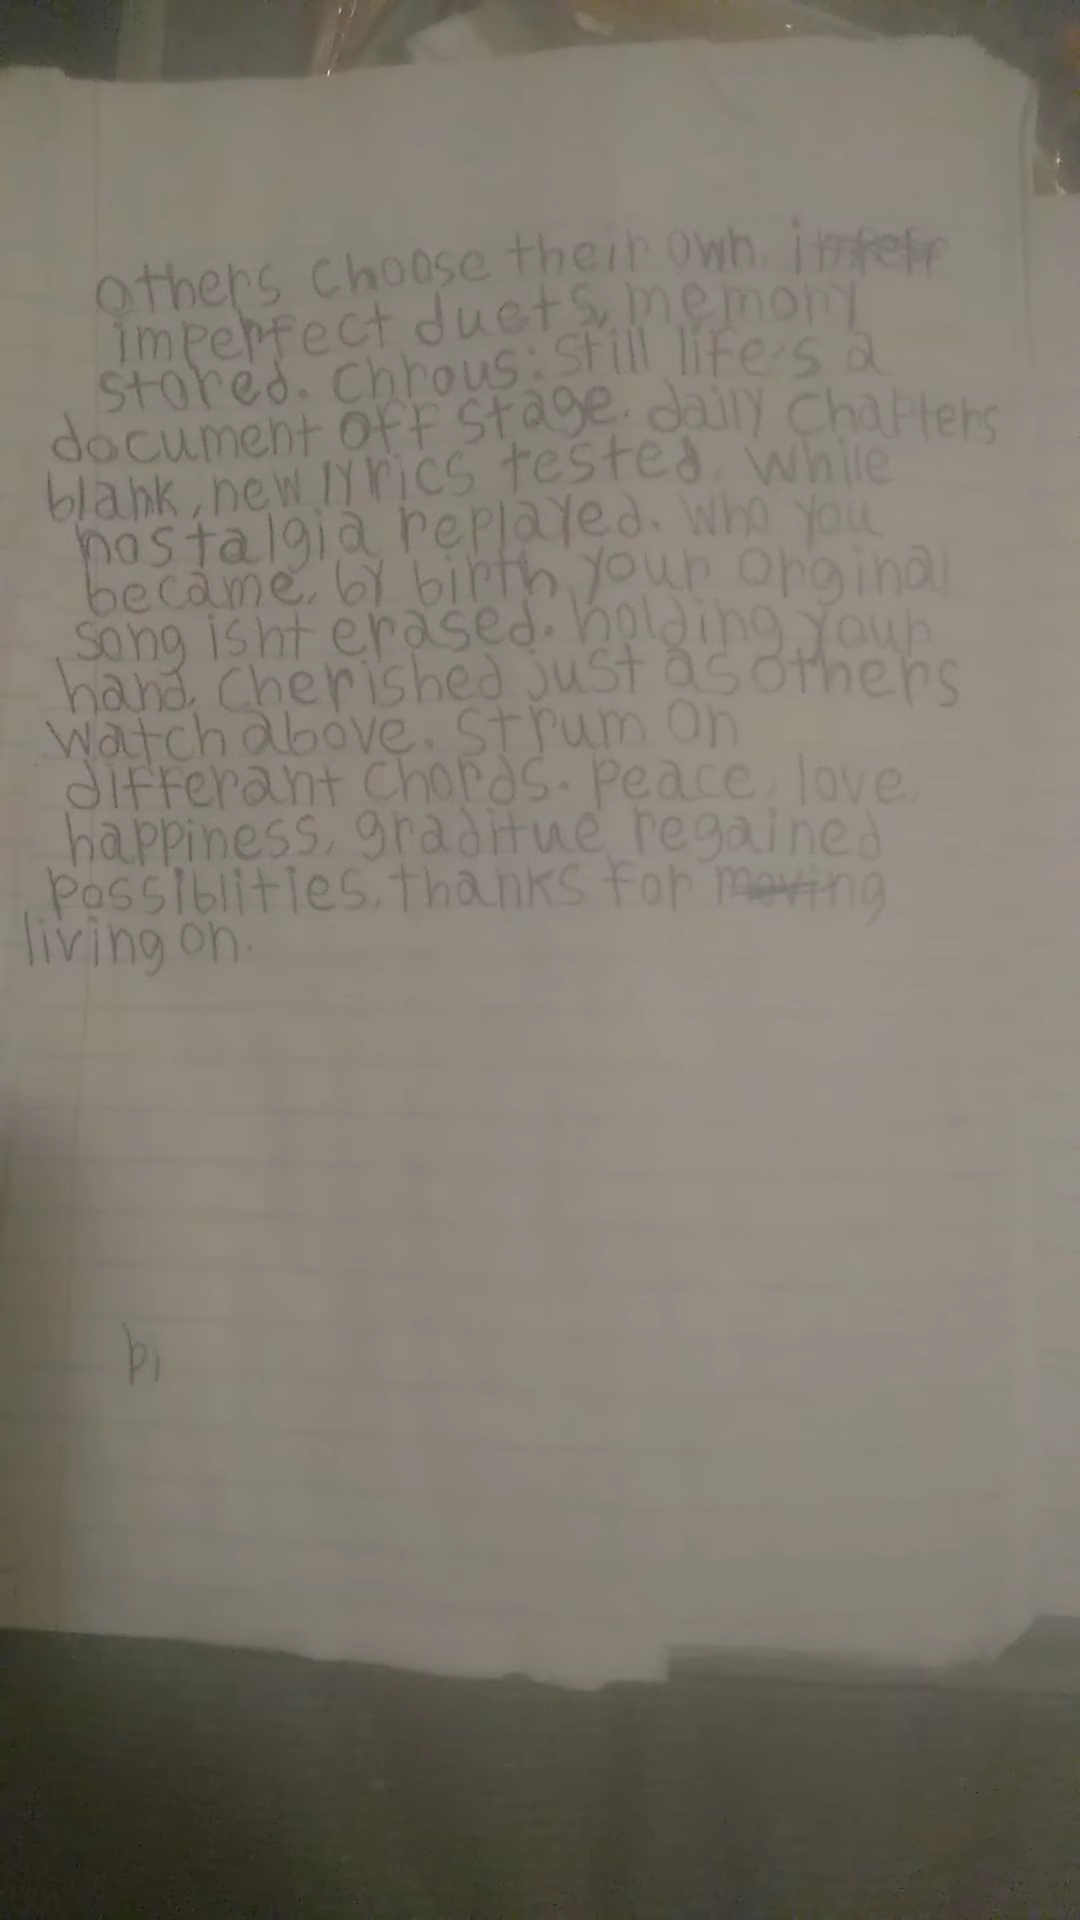 others choose their own
imperfect duets, memory
stored. Chrous: still life's a
document off stage. daily chapters
blank, new lyrics tested. while
nostalgia replayed. who you
became, by birth, your orginal
song isnt erased. holding your
hand, cherished just as others
watch above. strum on
differant chords. peace, love,
happiness, graditue regained
possiblities, thanks for moving
living on.